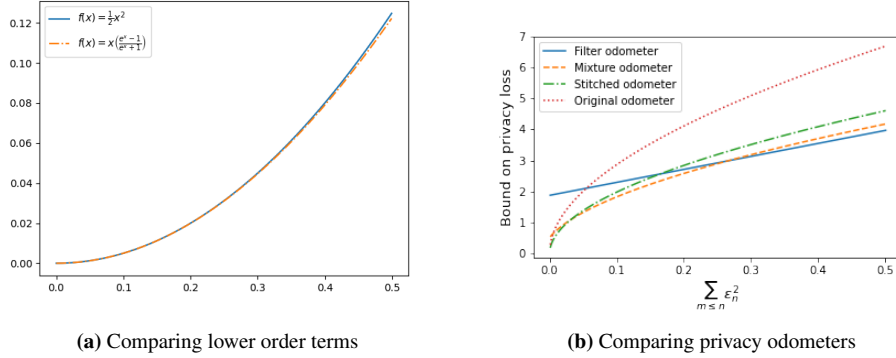 f(x) = ½x²
f(x) = x(eˣ−1/eˣ+1)
0.12
0.10
0.08
0.06
0.04
0.02
0.00
0.0 0.1 0.2 0.3 0.4 0.5
(a) Comparing lower order terms
Filter odometer
Mixture odometer
Stitched odometer
Original odometer
Bound on privacy loss
7
6
5
4
3
2
1
0
0.0 0.1 0.2 0.3 0.4 0.5
∑ εₙ²
m ≤ n
(b) Comparing privacy odometers